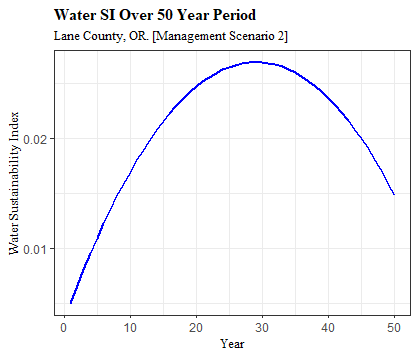 Water SI Over 50 Year Period
Lane County, OR. [Management Scenario 2]
Water Sustainability Index
0.02
0.01
0 10 20 30 40 50
Year